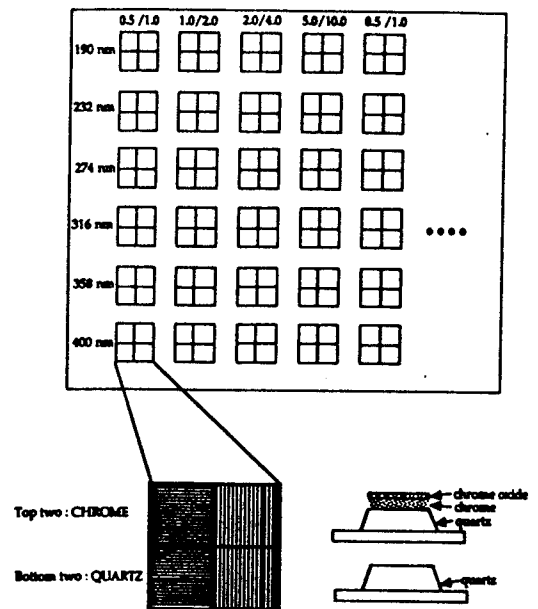 0.5 /1.0 1.0/2.0 2.0/4.0 5.0/10.0 0.5 /1.0
190 nm
232 nm
274 nm
316 nm
358 nm
400 nm
Top two : CHROME
Bottom two : QUARTZ
chrome oxide
chrome
quartz
quartz